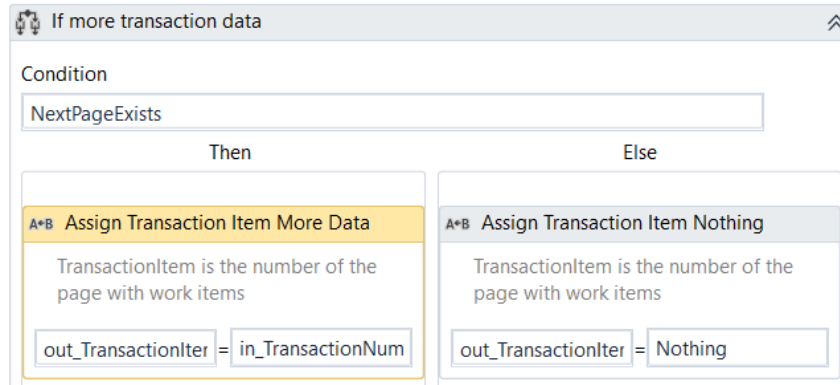 If more transaction data
Condition
NextPageExists
Then
Else
A+B Assign Transaction Item More Data
TransactionItem is the number of the
page with work items
out_TransactionIter = in_TransactionNum
A+B Assign Transaction Item Nothing
TransactionItem is the number of the
page with work items
out_TransactionIter = Nothing